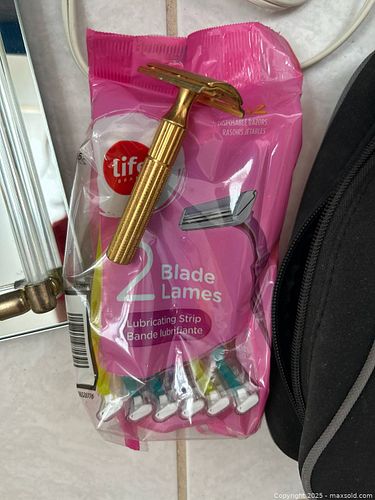 DISPOSABLE RAZORS
RASOIRS JETABLES
life
2 Blade
Lames
Lubricating Strip
Bande lubrifiante
Copyright 2025 - maxsold.com